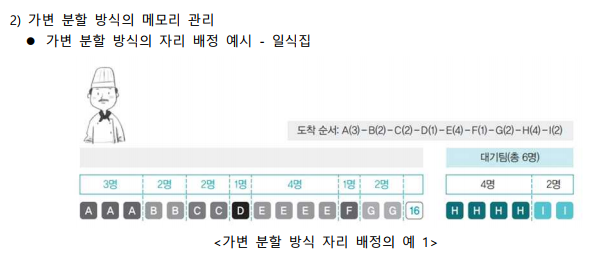 2) 가변 분할 방식의 메모리 관리
● 가변 분할 방식의 자리 배정 예시 - 일식집
도착 순서: A(3)－B(2)－C(2)－D(1)－E(4)－F(1)－G(2)－H(4)－I(2)
대기팀(총 6명)
3명 2명 2명 1명 4명 1명 2명 4명 2명
A A A B B C C D E E E E F G G 16 H H H H I I
<가변 분할 방식 자리 배정의 예 1>